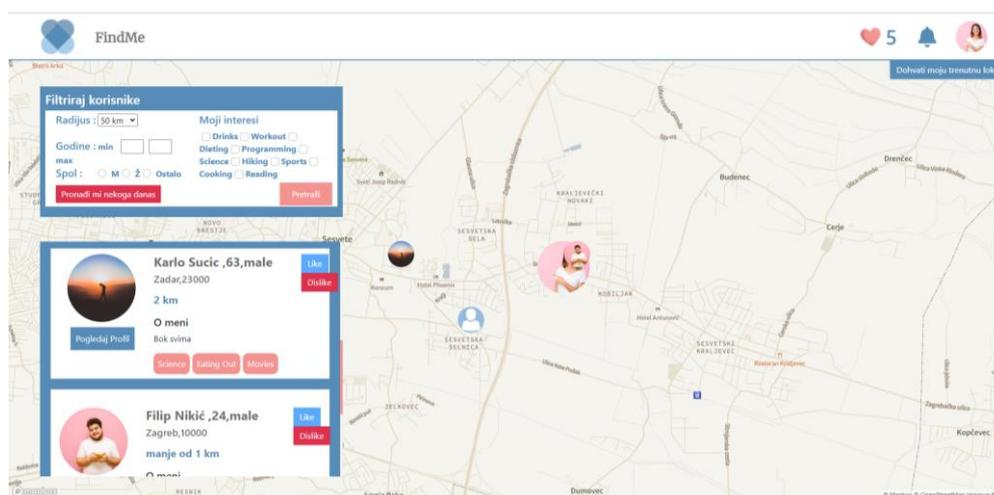 FindMe
5
Dohvati moju trenutnu lok
Filtriraj korisnike
Radijus : 50 km
Moji interesi
Drinks Workout
Godine : min
Dieting Programming
max
Science Hiking Sports
Spol : M Ž Ostalo
Cooking Reading
Pronađi mi nekoga danas
Pretraži
Karlo Sucic ,63,male
Like
Zadar,23000
Dislike
2 km
O meni
Pogledaj Profil
Bok svima
Science Eating Out Movies
Filip Nikić ,24,male
Like
Zagreb,10000
Dislike
manje od 1 km
O meni
Drenčec
Budenec
Cerje
KRALJEVEČKI
NOVAKI
NOVO
BRESTJE
Sesvete
SESVETSKA
SELA
Konzum
Hotel Phoenix
KOBILJAK
Hotel Antunović
SESVETSKA
SELNICA
SESVETSKI
KRALJEVEC
JELKOVEC
Kopčevec
RESNIK
Dumovec
mapbox